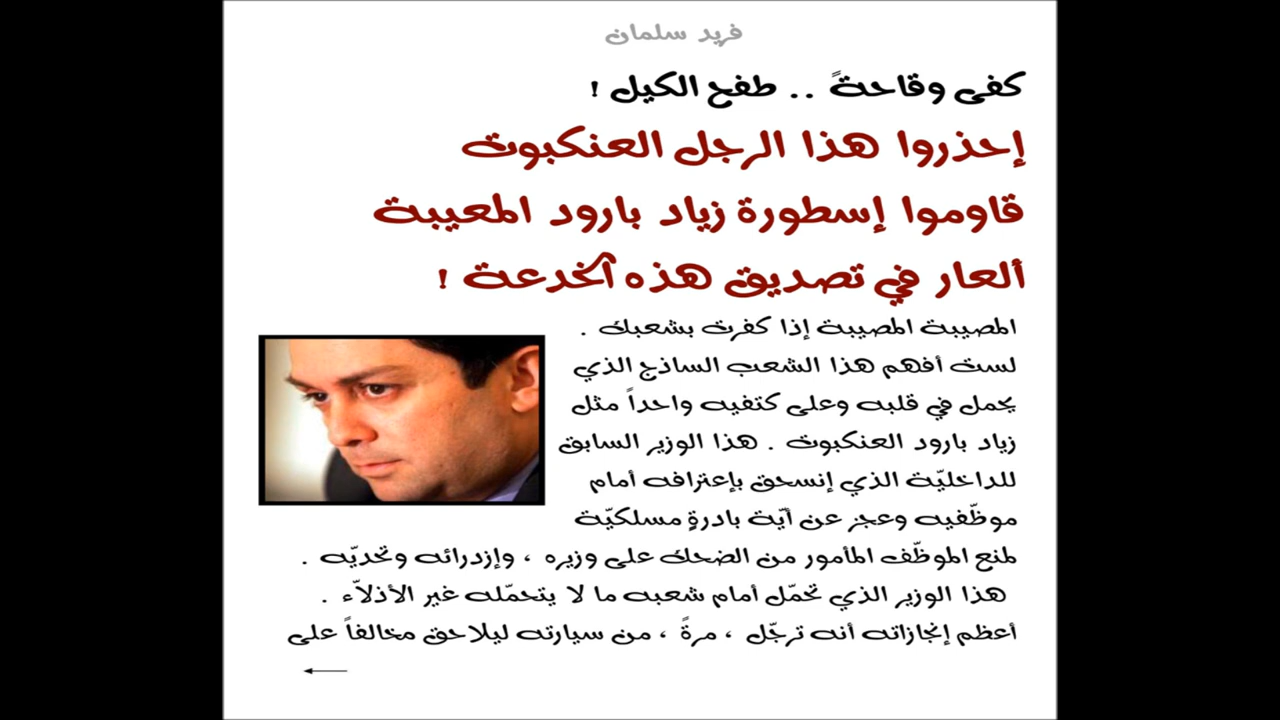 فريد سلمان
كفى وقاحةً .. طفح الكيل !
إحذروا هذا الرجل العنكبوت
قاوموا إسطورة زياد بارود المعيبة
ألعار في تصديق هذه الخدعة !
المصيبة المصيبة إذا كفرت بشعبك .
لست أفهم هذا الشعب الساذج الذي
يحمل في قلبه وعلى كتفيه واحداً مثل
زياد بارود العنكبوت . هذا الوزير السابق
للداخليّة الذي إنسحق بإعترافه أمام
موظّفيه وعجز عن أيّة بادرةٍ مسلكيّة
لمنع الموظّف المأمور من الضحك على وزيره ، وإزدرائه وتحديّه .
هذا الوزير الذي تحمّل أمام شعبه ما لا يتحمّله غير الأذلاّء .
أعظم إنجازاته أنه ترجّل ، مرةً ، من سيارته ليلاحق مخالفاً على